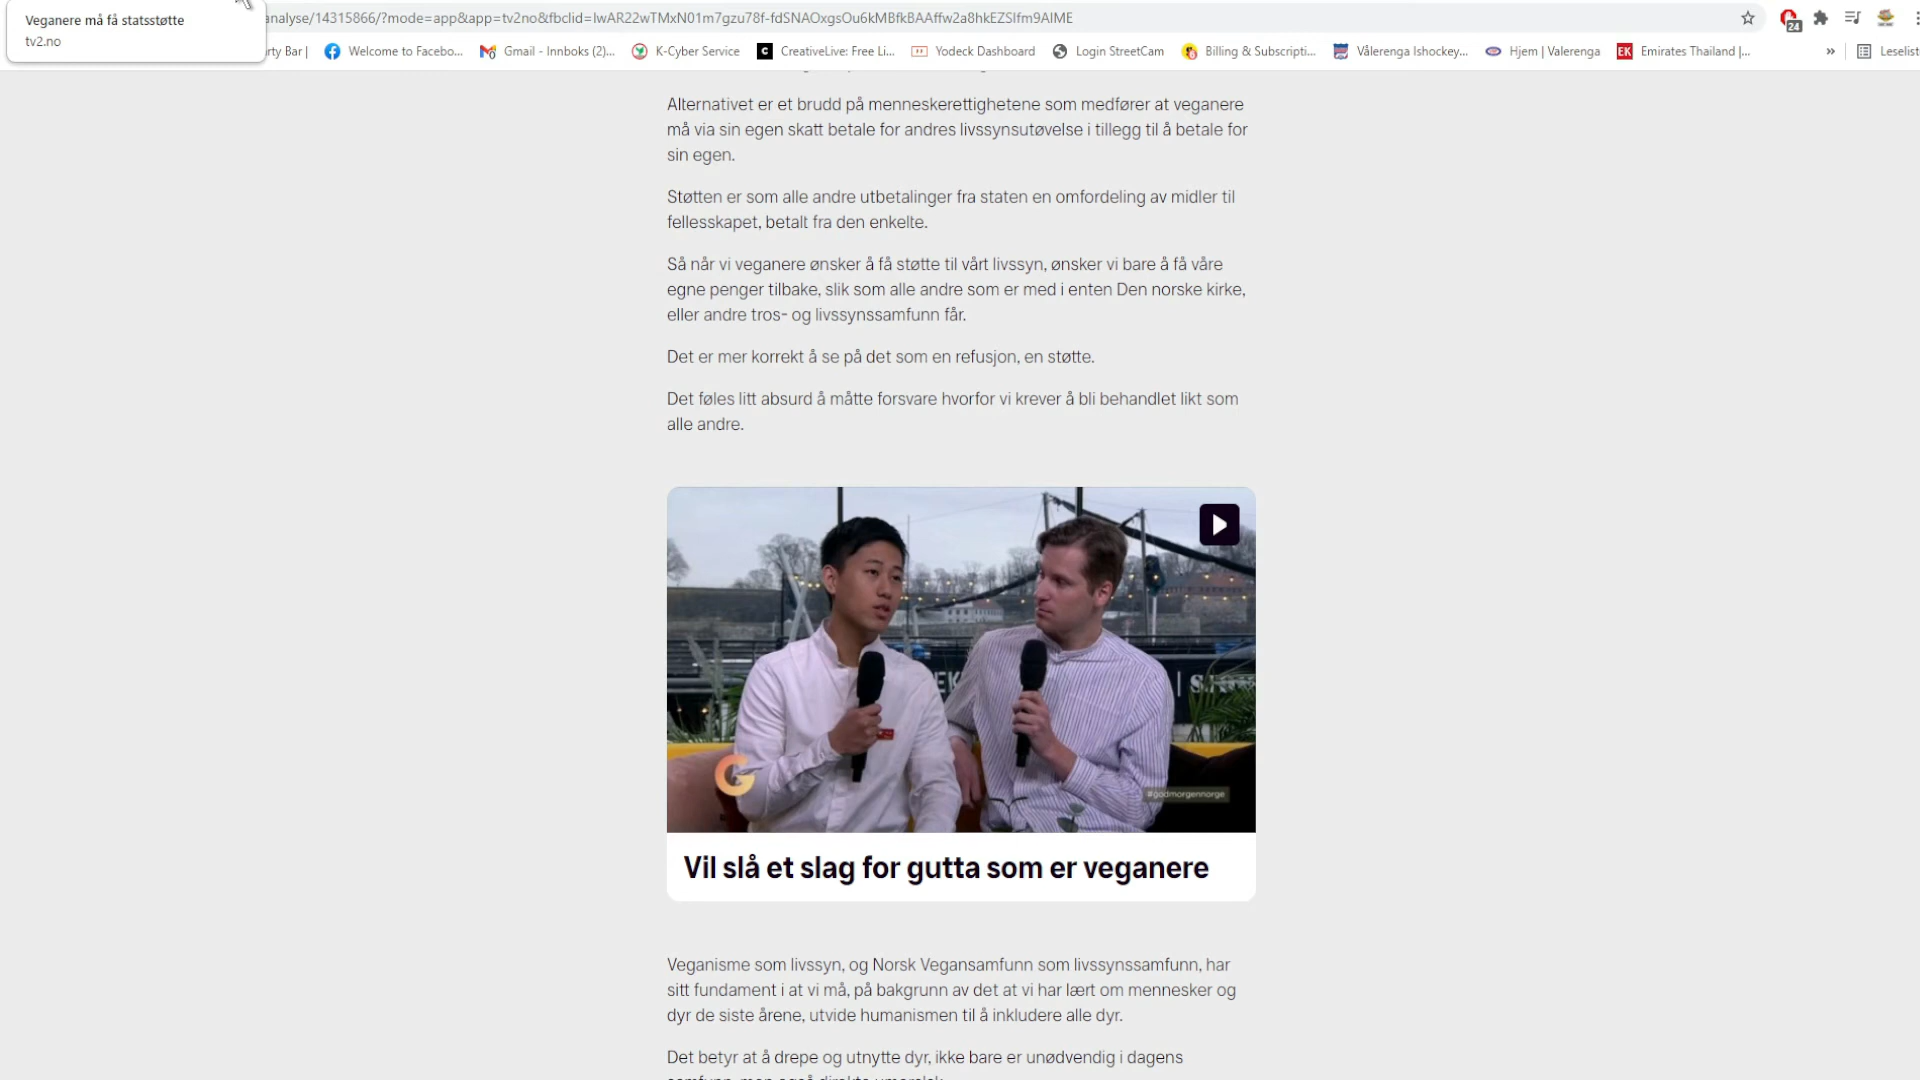 Veganere må få statsstøtte
tv2.no
analyse/14315866/?mode=app&app=tv2no&fbclid=IwAR22wTMxN01m7gzu78f-fdSNAOxgsOu6kMBfkBAAffw2a8hkEZSIfm9AIME
24
rty Bar |
Welcome to Facebo...
Gmail - Innboks (2)...
K-Cyber Service
CreativeLive: Free Li...
Yodeck Dashboard
Login StreetCam
Billing & Subscripti...
Vålerenga Ishockey...
Hjem | Valerenga
EK Emirates Thailand |...
»
Leselist
Alternativet er et brudd på menneskerettighetene som medfører at veganere
må via sin egen skatt betale for andres livssynsutøvelse i tillegg til å betale for
sin egen.
Støtten er som alle andre utbetalinger fra staten en omfordeling av midler til
fellesskapet, betalt fra den enkelte.
Så når vi veganere ønsker å få støtte til vårt livssyn, ønsker vi bare å få våre
egne penger tilbake, slik som alle andre som er med i enten Den norske kirke,
eller andre tros- og livssynssamfunn får.
Det er mer korrekt å se på det som en refusjon, en støtte.
Det føles litt absurd å måtte forsvare hvorfor vi krever å bli behandlet likt som
alle andre.
G
#godmorgennorge
Vil slå et slag for gutta som er veganere
Veganisme som livssyn, og Norsk Vegansamfunn som livssynssamfunn, har
sitt fundament i at vi må, på bakgrunn av det at vi har lært om mennesker og
dyr de siste årene, utvide humanismen til å inkludere alle dyr.
Det betyr at å drepe og utnytte dyr, ikke bare er unødvendig i dagens